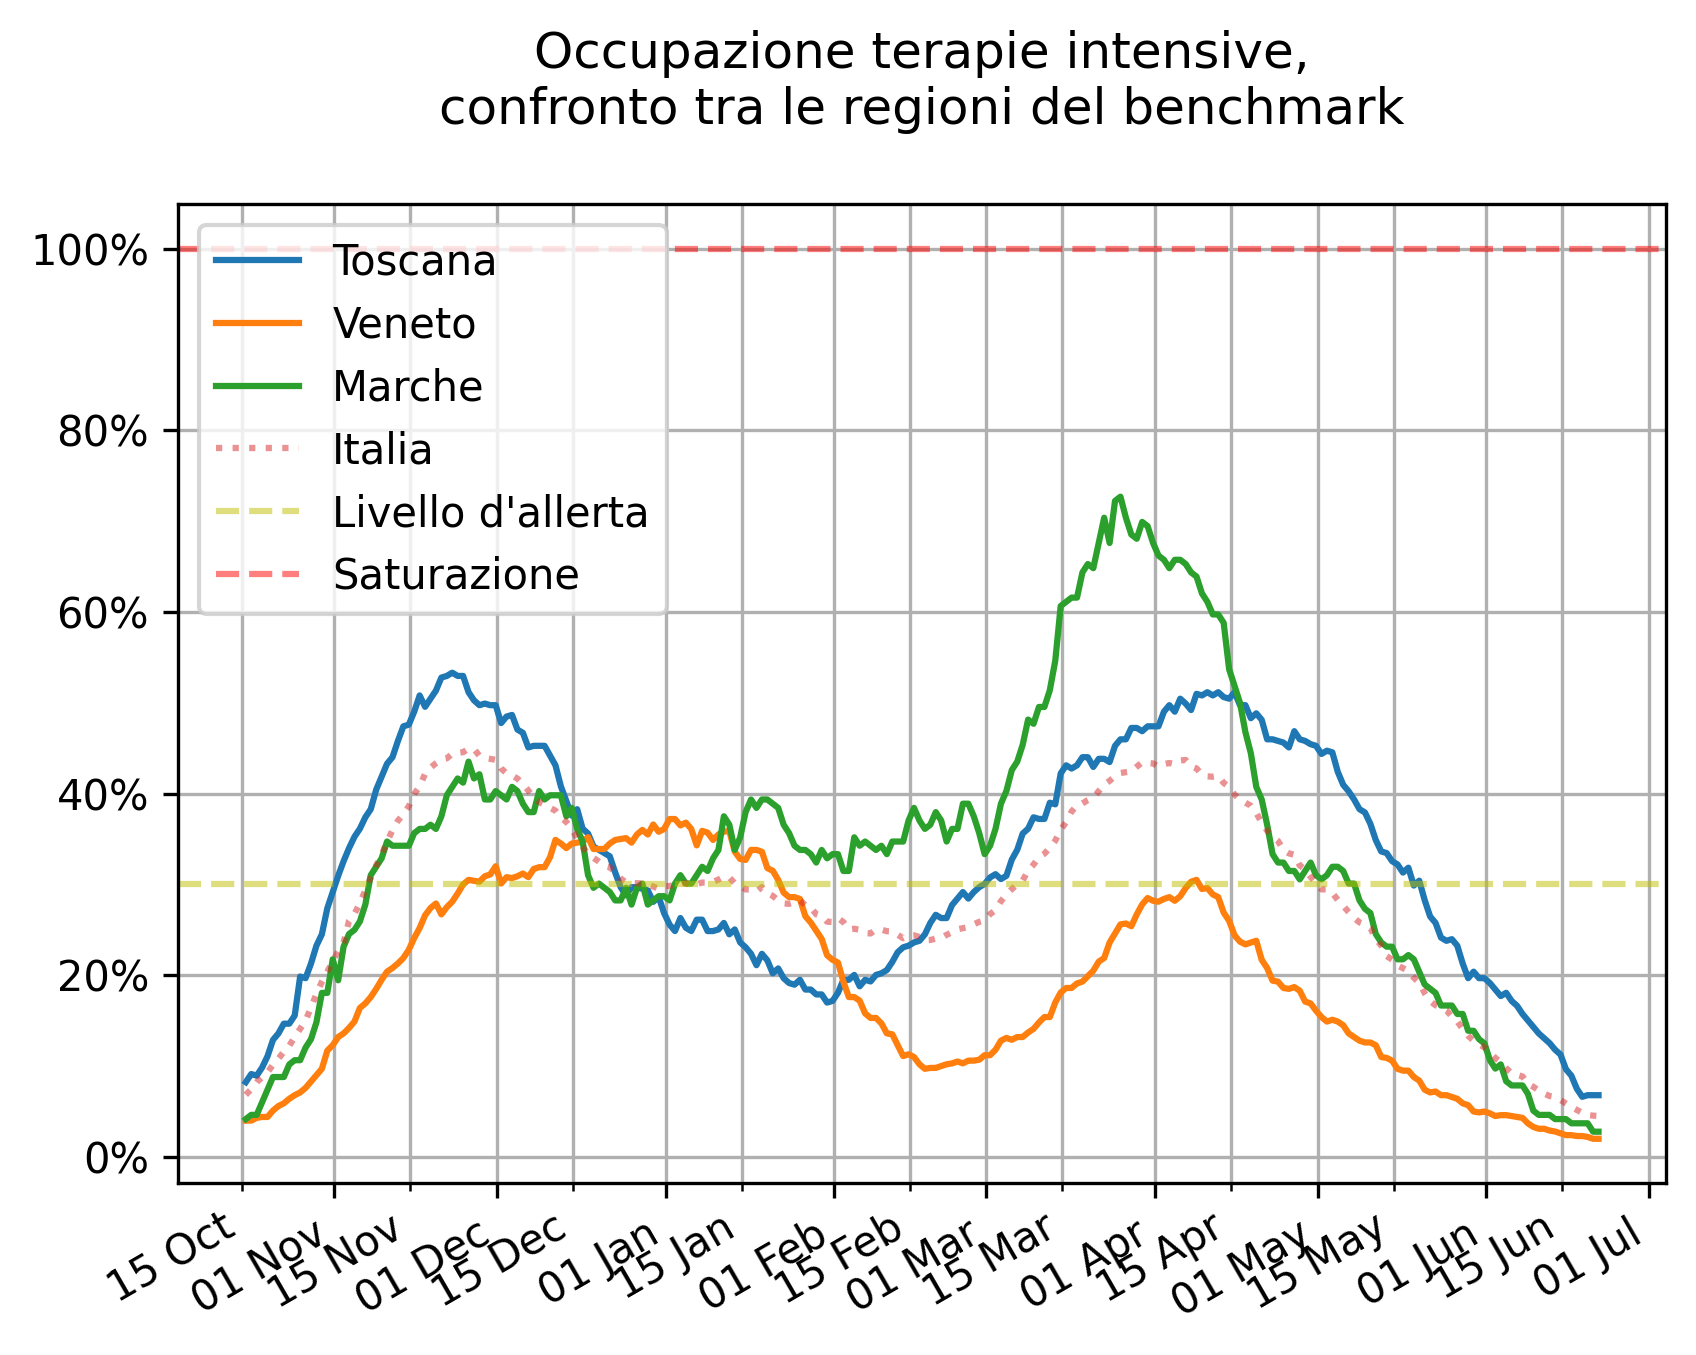 Occupazione terapie intensive,
confronto tra le regioni del benchmark
100%
80%
60%
40%
20%
0%
Toscana
Veneto
Marche
Italia
Livello d'allerta
Saturazione
15 Oct
01 Nov
15 Nov
01 Dec
15 Dec
01 Jan
15 Jan
01 Feb
15 Feb
01 Mar
15 Mar
01 Apr
15 Apr
01 May
15 May
01 Jun
15 Jun
01 Jul